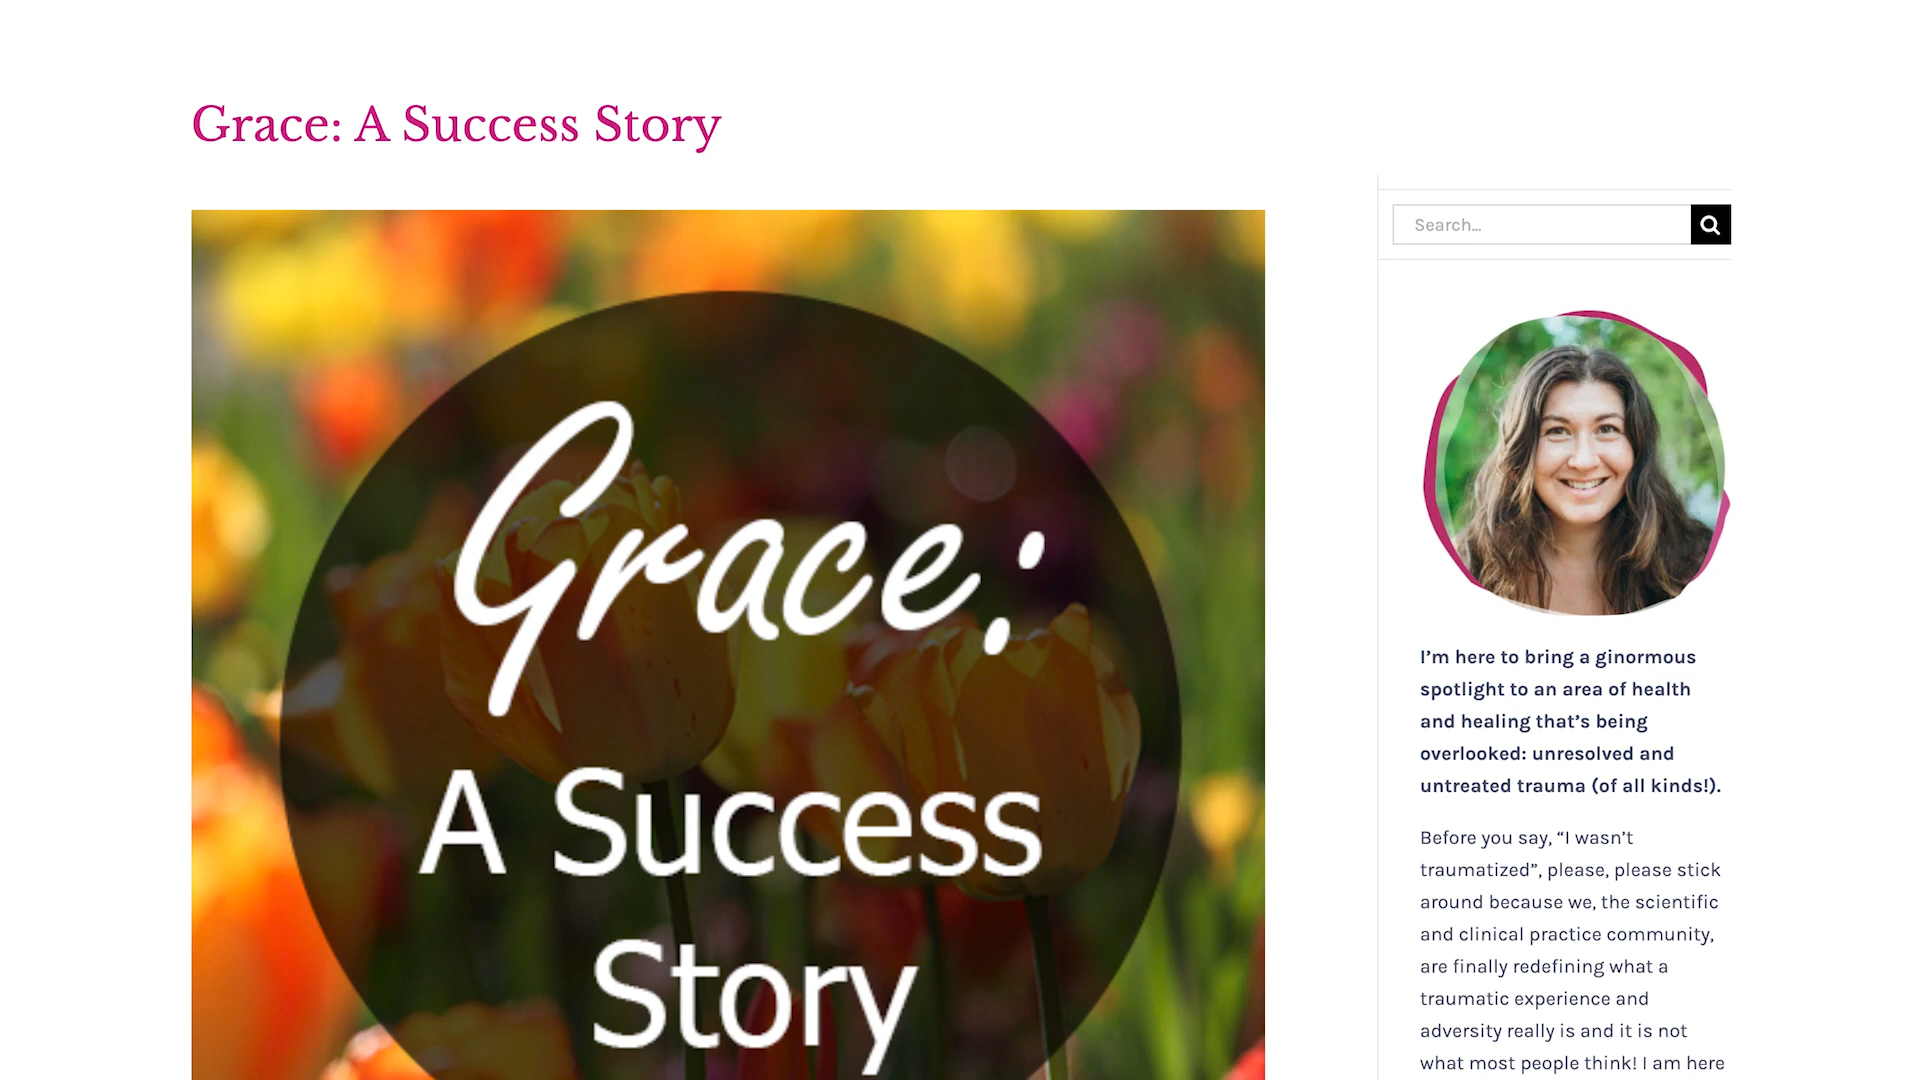 Grace: A Success Story
Grace:
A Success
Story
Search...
I’m here to bring a ginormous
spotlight to an area of health
and healing that’s being
overlooked: unresolved and
untreated trauma (of all kinds!).
Before you say, “I wasn’t
traumatized”, please, please stick
around because we, the scientific
and clinical practice community,
are finally redefining what a
traumatic experience and
adversity really is and it is not
what most people think! I am here